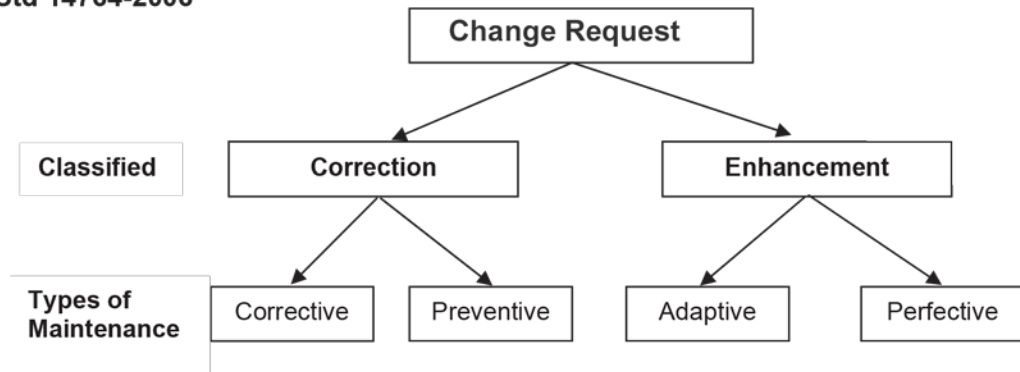 Change Request
Classified
Correction
Enhancement
Types of
Maintenance
Corrective
Preventive
Adaptive
Perfective